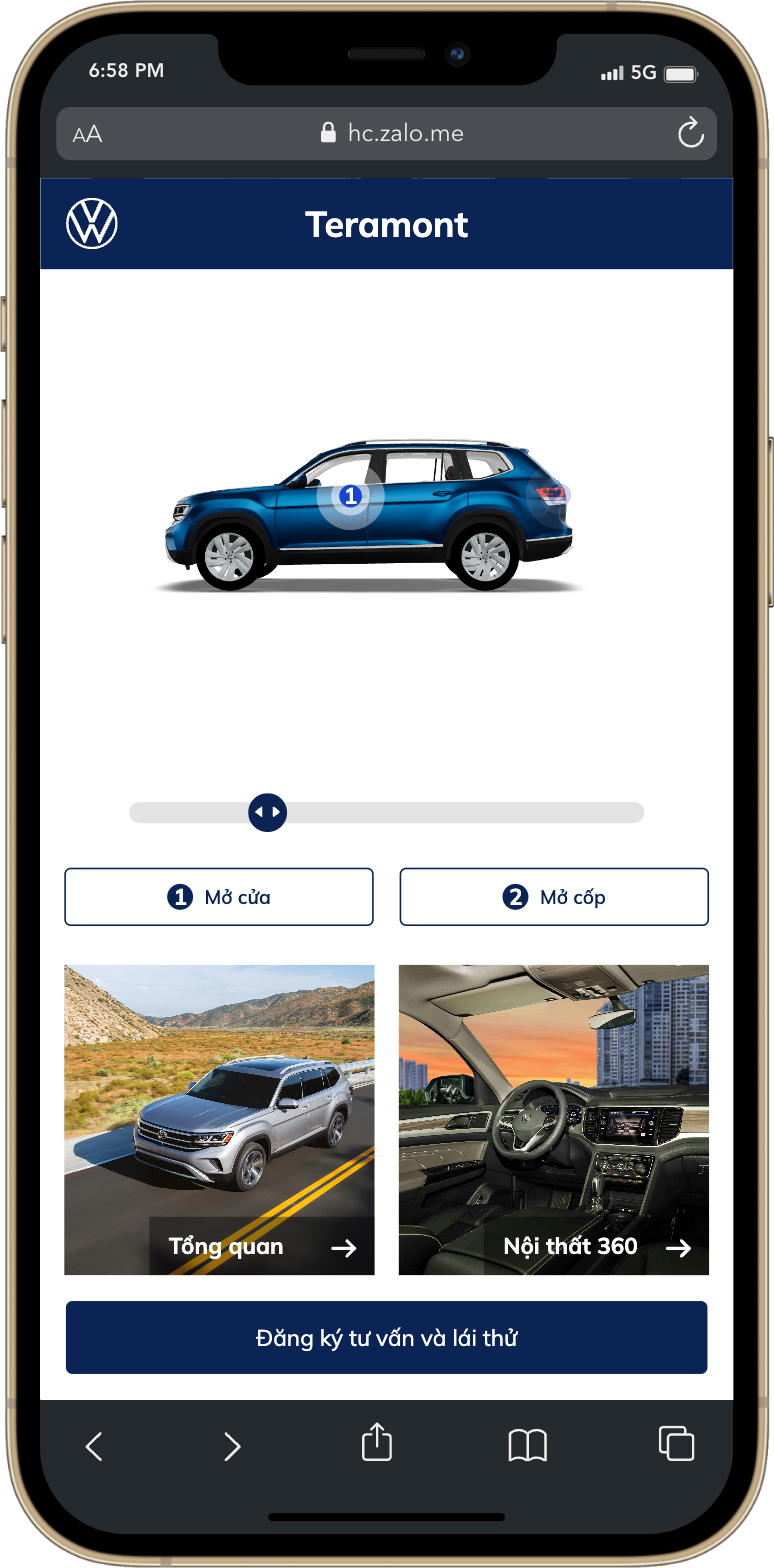 6:58 PM
5G
AA
hc.zalo.me
Teramont
1
1 Mở cửa
2 Mở cốp
Tổng quan
Nội thất 360
Đăng ký tư vấn và lái thử